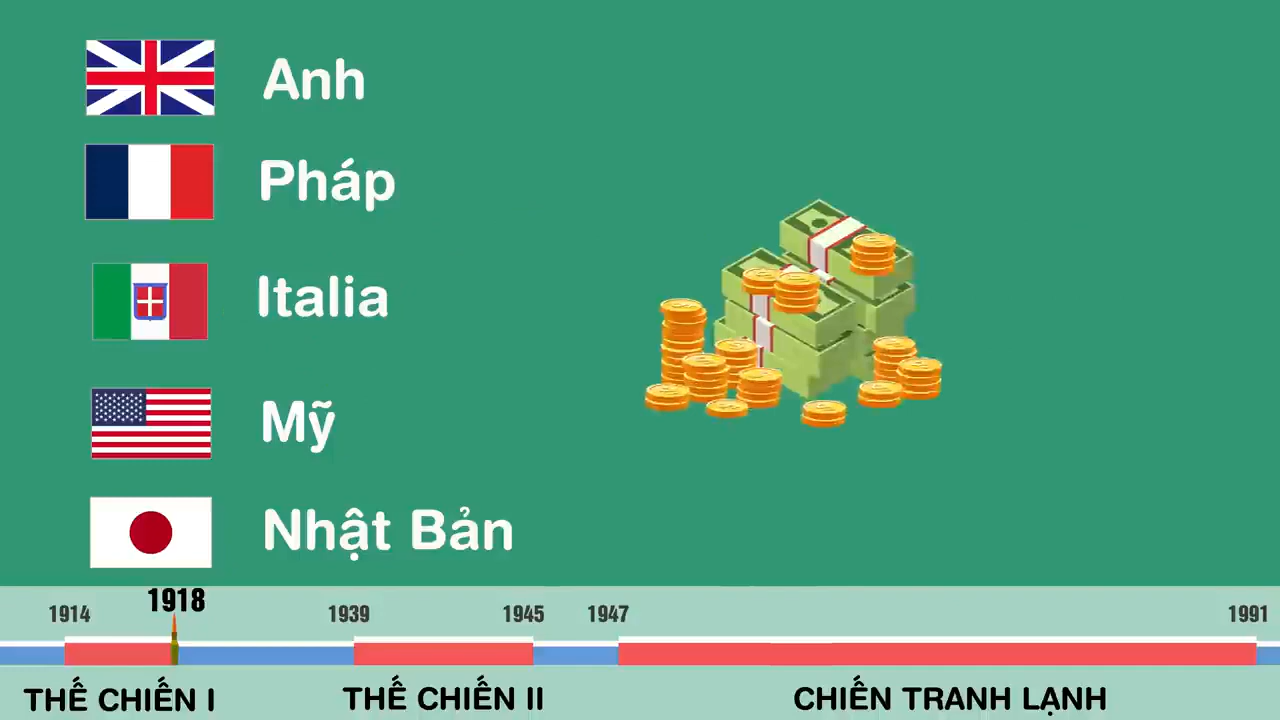 Anh
Pháp
Italia
Mỹ
Nhật Bản
1914 1918 1939 1945 1947 1991
THẾ CHIẾN I THẾ CHIẾN II CHIẾN TRANH LẠNH